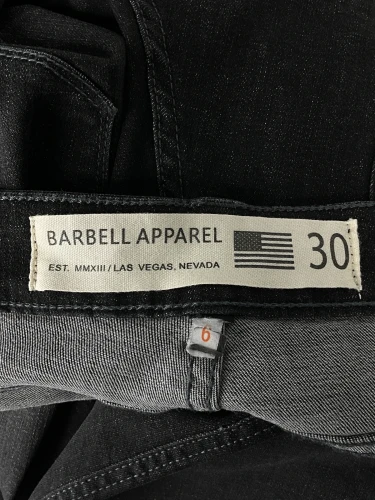 BARBELL APPAREL
EST. MMXIII / LAS VEGAS, NEVADA
30
6